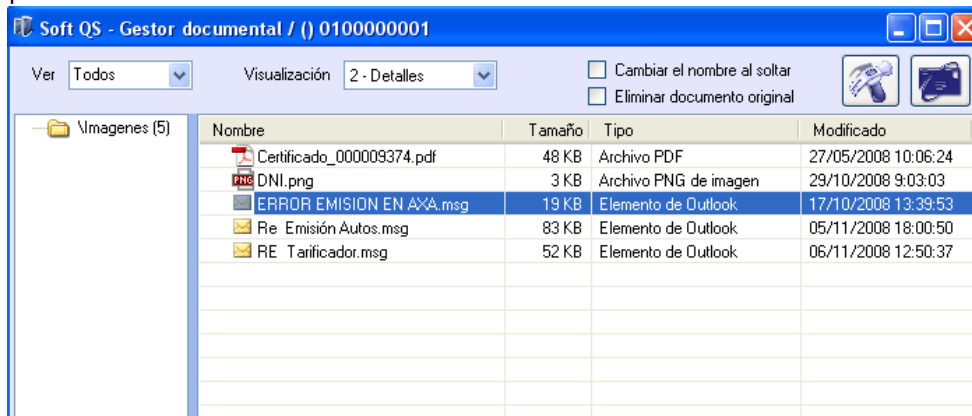 Soft QS - Gestor documental / () 0100000001
Ver Todos Visualización 2 - Detalles Cambiar el nombre al soltar
Eliminar documento original
\Imagenes (5) Nombre Tamaño Tipo Modificado
Certificado_000009374.pdf 48 KB Archivo PDF 27/05/2008 10:06:24
PNG DNI.png 3 KB Archivo PNG de imagen 29/10/2008 9:03:03
ERROR EMISION EN AXA.msg 19 KB Elemento de Outlook 17/10/2008 13:39:53
Re Emisión Autos.msg 83 KB Elemento de Outlook 05/11/2008 18:00:50
RE Tarificador.msg 52 KB Elemento de Outlook 06/11/2008 12:50:37